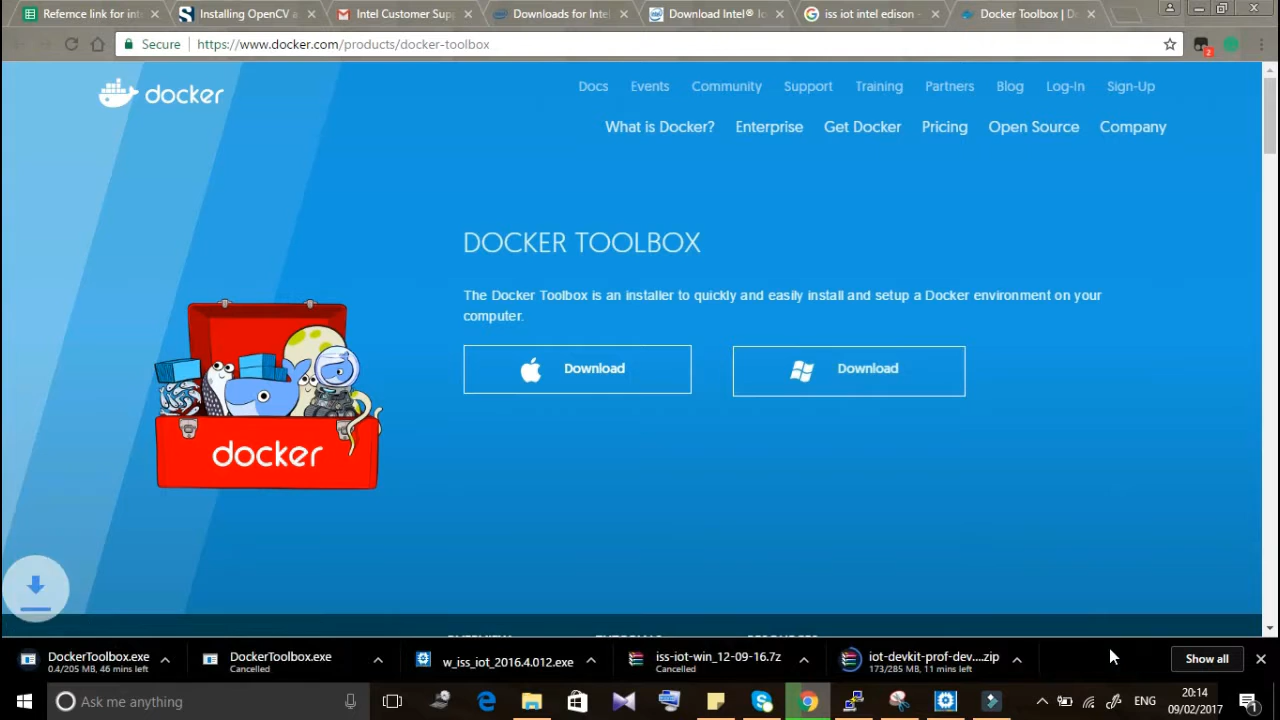 Refernce link for int
Installing OpenCV a
Intel Customer Sup
Downloads for Intel
Download Intel® Io
iss iot intel edison -
Docker Toolbox | D
Secure
https://www.docker.com/products/docker-toolbox
2
docker
Docs Events Community Support Training Partners Blog Log-In Sign-Up
What is Docker? Enterprise Get Docker Pricing Open Source Company
DOCKER TOOLBOX
The Docker Toolbox is an installer to quickly and easily install and setup a Docker environment on your
computer.
Download
Download
docker
DockerToolbox.exe
0.4/205 MB, 46 mins left
DockerToolbox.exe
Cancelled
w_iss_iot_2016.4.012.exe
iss-iot-win_12-09-16.7z
Cancelled
iot-devkit-prof-dev....zip
173/285 MB, 11 mins left
Show all
Ask me anything
ENG
20:14
09/02/2017
1